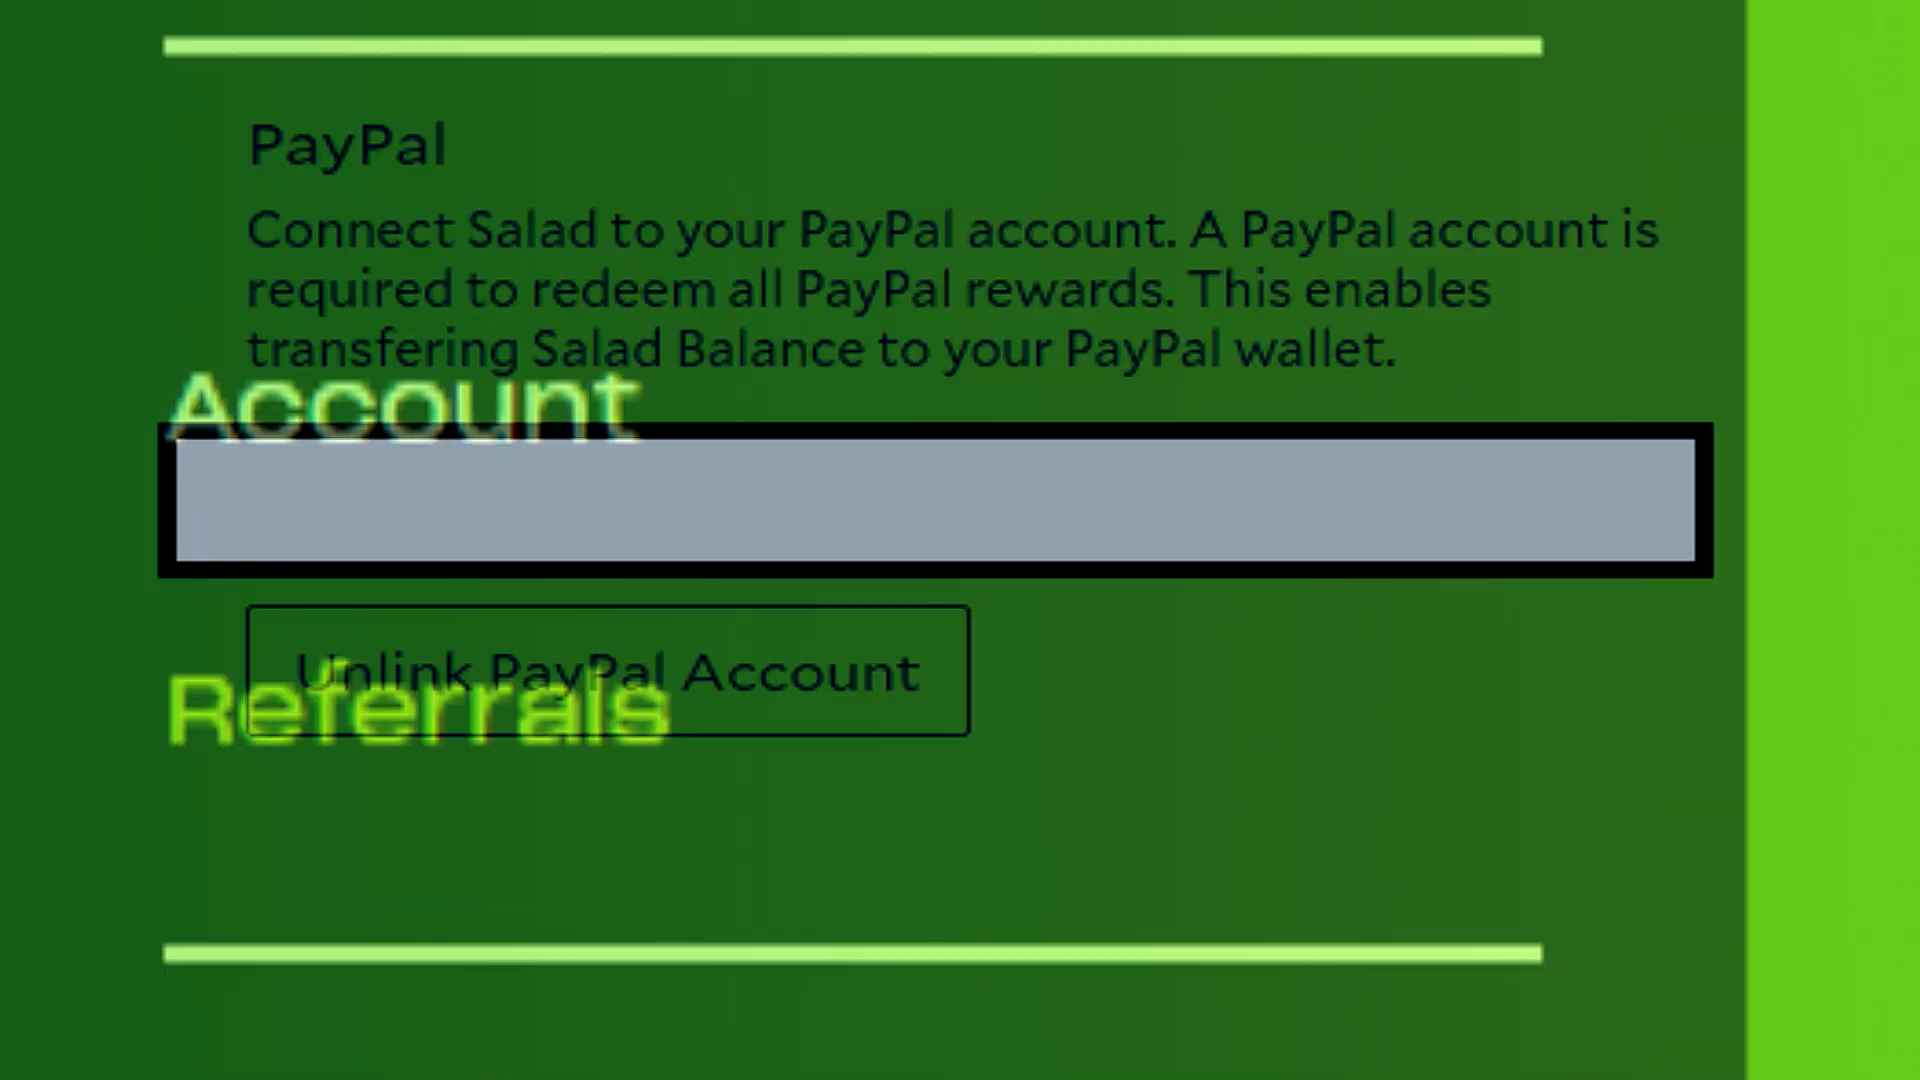 PayPal
Connect Salad to your PayPal account. A PayPal account is
required to redeem all PayPal rewards. This enables
transfering Salad Balance to your PayPal wallet.
Account
Unlink PayPal Account
Referrals